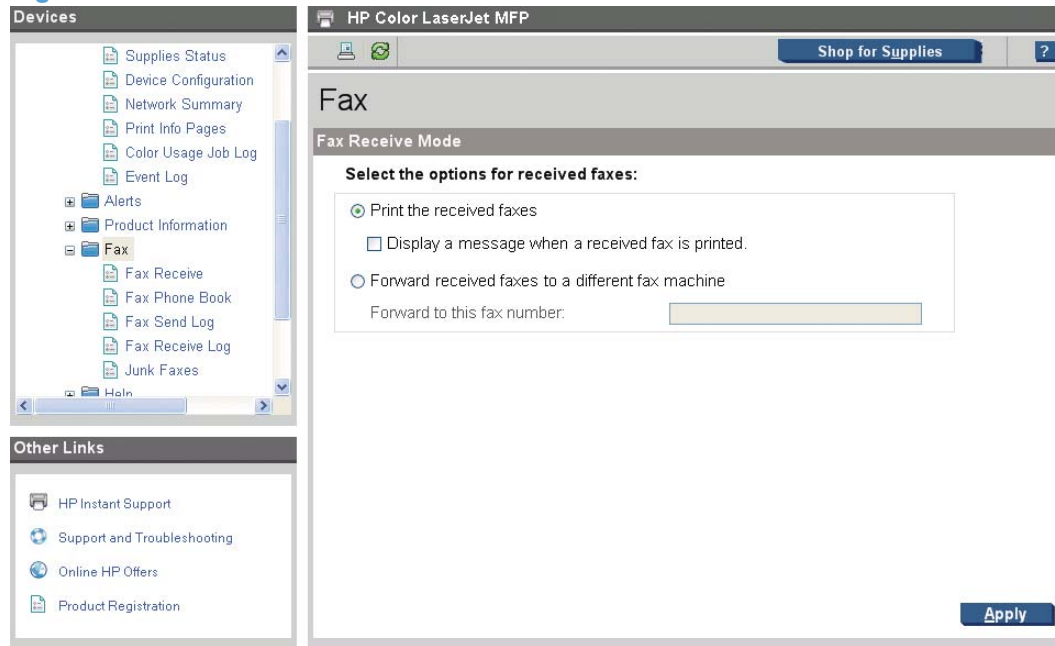 Devices
Supplies Status
Device Configuration
Network Summary
Print Info Pages
Color Usage Job Log
Event Log
Alerts
Product Information
Fax
Fax Receive
Fax Phone Book
Fax Send Log
Fax Receive Log
Junk Faxes
Help
Other Links
HP Instant Support
Support and Troubleshooting
Online HP Offers
Product Registration
HP Color LaserJet MFP
Shop for Supplies
?
Fax
Fax Receive Mode
Select the options for received faxes:
Print the received faxes
Display a message when a received fax is printed.
Forward received faxes to a different fax machine
Forward to this fax number:
Apply